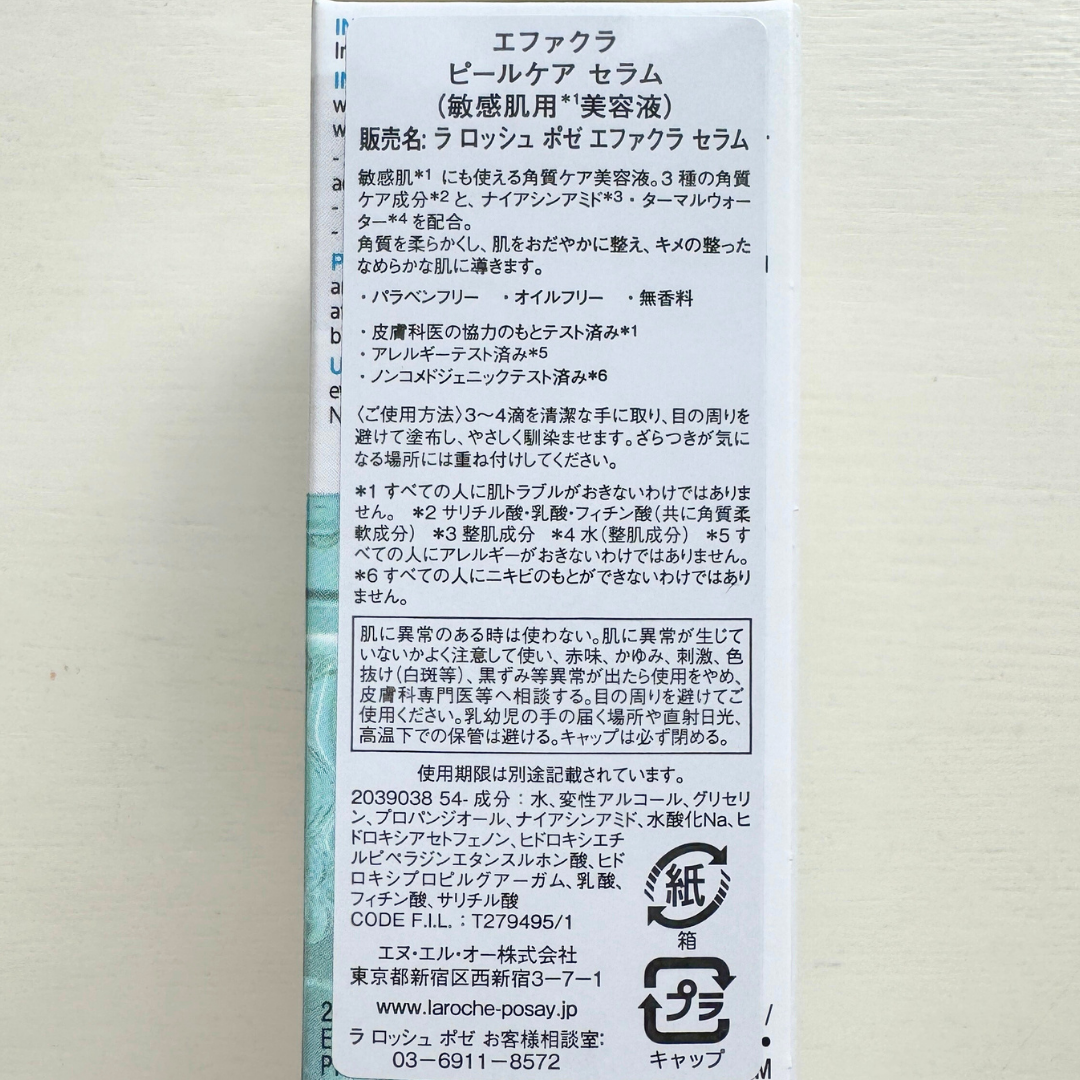 エファクラ
ピールケア セラム
(敏感肌用*1美容液)
販売名: ラ ロッシュ ポゼ エファクラ セラム
敏感肌*1 にも使える角質ケア美容液。3 種の角質
ケア成分*2 と、ナイアシンアミド*3・ターマルウォー
ター*4 を配合。
角質を柔らかくし、肌をおだやかに整え、キメの整った
なめらかな肌に導きます。
・パラベンフリー ・オイルフリー ・無香料
・皮膚科医の協力のもとテスト済み*1
・アレルギーテスト済み*5
・ノンコメドジェニックテスト済み*6
〈ご使用方法〉3～4滴を清潔な手に取り、目の周りを
避けて塗布し、やさしく馴染ませます。ざらつきが気に
なる場所には重ね付けしてください。
*1 すべての人に肌トラブルがおきないわけではありま
せん。 *2 サリチル酸・乳酸・フィチン酸(共に角質柔
軟成分) *3 整肌成分 *4 水(整肌成分) *5 す
べての人にアレルギーがおきないわけではありません。
*6 すべての人にニキビのもとができないわけではあり
ません。
肌に異常のある時は使わない。肌に異常が生じて
いないかよく注意して使い、赤味、かゆみ、刺激、色
抜け(白斑等)、黒ずみ等異常が出たら使用をやめ、
皮膚科専門医等へ相談する。目の周りを避けてご
使用ください。乳幼児の手の届く場所や直射日光、
高温下での保管は避ける。キャップは必ず閉める。
使用期限は別途記載されています。
2039038 54- 成分 : 水、変性アルコール、グリセリ
ン、プロパンジオール、ナイアシンアミド、水酸化Na、ヒ
ドロキシアセトフェノン、ヒドロキシエチ
ルピペラジンエタンスルホン酸、ヒド
ロキシプロピルグアーガム、乳酸、
フィチン酸、サリチル酸
CODE F.I.L. : T279495/1
紙
箱
エヌ・エル・オー株式会社
東京都新宿区西新宿3－7－1
www.laroche-posay.jp
ラ ロッシュ ポゼ お客様相談室:
03－6911－8572
プラ
キャップ